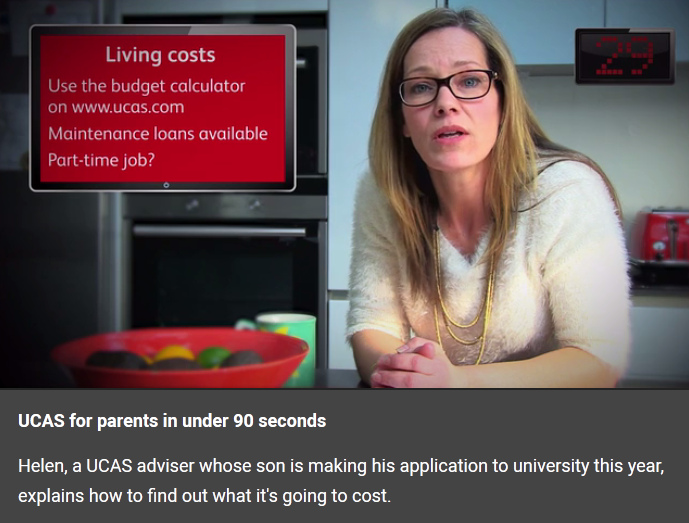 Living costs
Use the budget calculator
on www.ucas.com
Maintenance loans available
Part-time job?
29
UCAS for parents in under 90 seconds
Helen, a UCAS adviser whose son is making his application to university this year,
explains how to find out what it's going to cost.